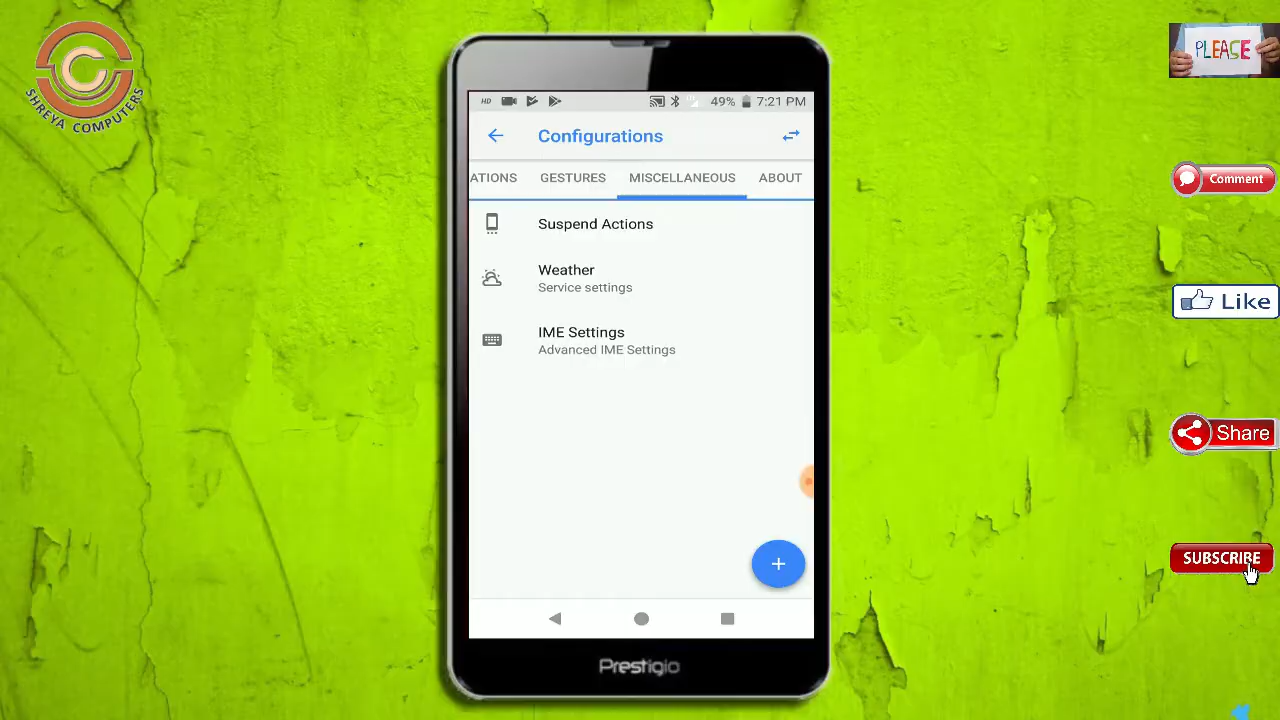 SHREYA COMPUTERS
PLEASE
HD 49% 7:21 PM
Configurations
ATIONS GESTURES MISCELLANEOUS ABOUT
Suspend Actions
Weather
Service settings
IME Settings
Advanced IME Settings
+
Prestigio
Comment
Like
Share
SUBSCRIBE